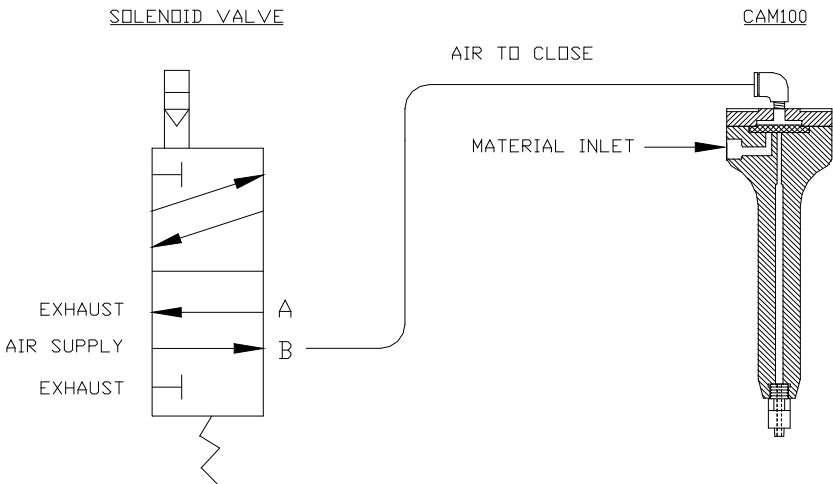 SOLENOID VALVE
CAM100
AIR TO CLOSE
MATERIAL INLET
EXHAUST
A
AIR SUPPLY
B
EXHAUST